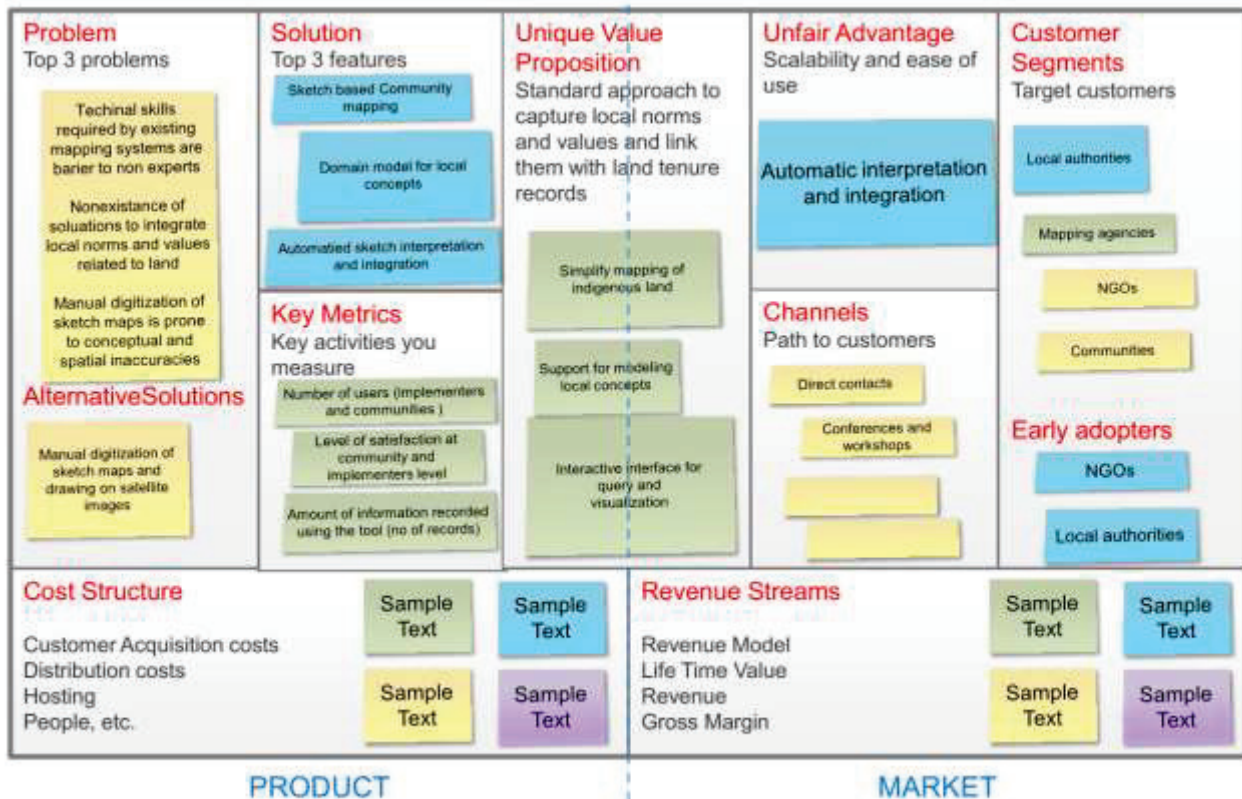 Problem
Top 3 problems
Techinal skills
required by existing
mapping systems are
barier to non experts
Nonexistance of
soluations to integrate
local norms and values
related to land
Manual digitization of
sketch maps is prone
to conceptual and
spatial inaccuracies
AlternativeSolutions
Manual digitization of
sketch maps and
drawing on satellite
images
Solution
Top 3 features
Sketch based Community
mapping
Domain model for local
concepts
Automatied sketch interpretation
and integration
Key Metrics
Key activities you
measure
Number of users (implementers
and communities )
Level of satisfaction at
community and
implementers level
Amount of information recorded
using the tool (no of records)
Unique Value
Proposition
Standard approach to
capture local norms
and values and link
them with land tenure
records
Simplify mapping of
indigenous land
Support for modeling
local concepts
Interactive interface for
query and
visualization
Unfair Advantage
Scalability and ease of
use
Automatic interpretation
and integration
Channels
Path to customers
Direct contacts
Conferences and
workshops
Customer
Segments
Target customers
Local authorities
Mapping agencies
NGOs
Communities
Early adopters
NGOs
Local authorities
Cost Structure
Customer Acquisition costs
Distribution costs
Hosting
People, etc.
Sample
Text
Sample
Text
Sample
Text
Sample
Text
Revenue Streams
Revenue Model
Life Time Value
Revenue
Gross Margin
Sample
Text
Sample
Text
Sample
Text
Sample
Text
PRODUCT
MARKET